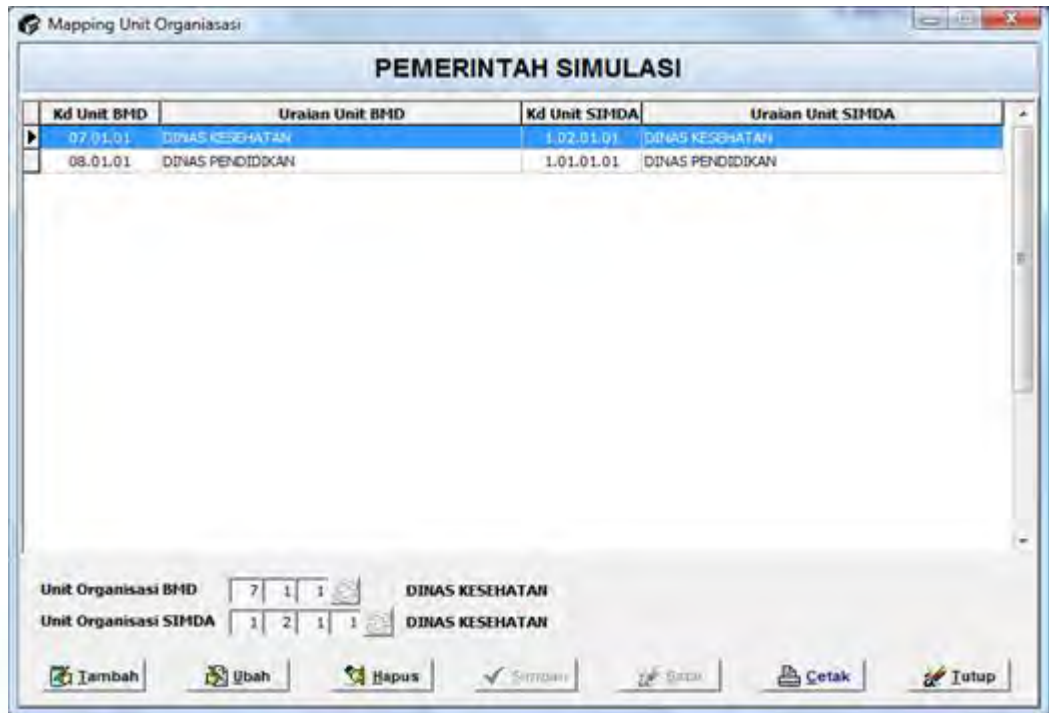 Mapping Unit Organiasasi
PEMERINTAH SIMULASI
Kd Unit BMD Uraian Unit BMD Kd Unit SIMDA Uraian Unit SIMDA
07.01.01 DINAS KESEHATAN 1.02.01.01 DINAS KESEHATAN
08.01.01 DINAS PENDIDIKAN 1.01.01.01 DINAS PENDIDIKAN
Unit Organisasi BMD 7 1 1 DINAS KESEHATAN
Unit Organisasi SIMDA 1 2 1 1 DINAS KESEHATAN
Tambah Ubah Hapus Simpan Batal Cetak Tutup